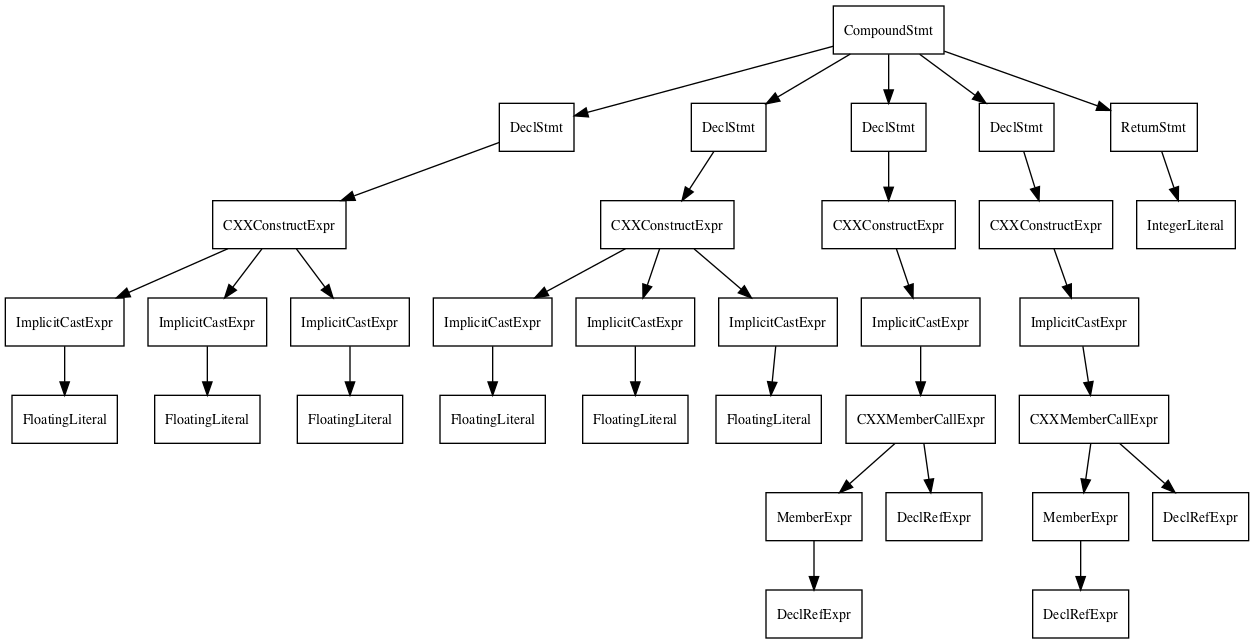 CompoundStmt
DeclStmt DeclStmt DeclStmt DeclStmt ReturnStmt
CXXConstructExpr CXXConstructExpr CXXConstructExpr CXXConstructExpr IntegerLiteral
ImplicitCastExpr ImplicitCastExpr ImplicitCastExpr ImplicitCastExpr ImplicitCastExpr ImplicitCastExpr ImplicitCastExpr ImplicitCastExpr
FloatingLiteral FloatingLiteral FloatingLiteral FloatingLiteral FloatingLiteral FloatingLiteral CXXMemberCallExpr CXXMemberCallExpr
MemberExpr DeclRefExpr MemberExpr DeclRefExpr
DeclRefExpr DeclRefExpr